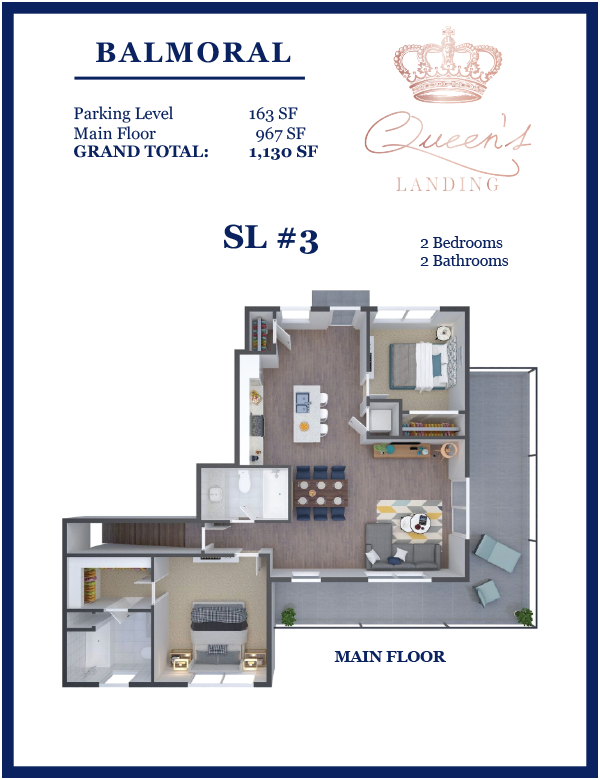 BALMORAL
Parking Level 163 SF
Main Floor 967 SF
GRAND TOTAL: 1,130 SF
Queen's
LANDING
SL #3
2 Bedrooms
2 Bathrooms
MAIN FLOOR